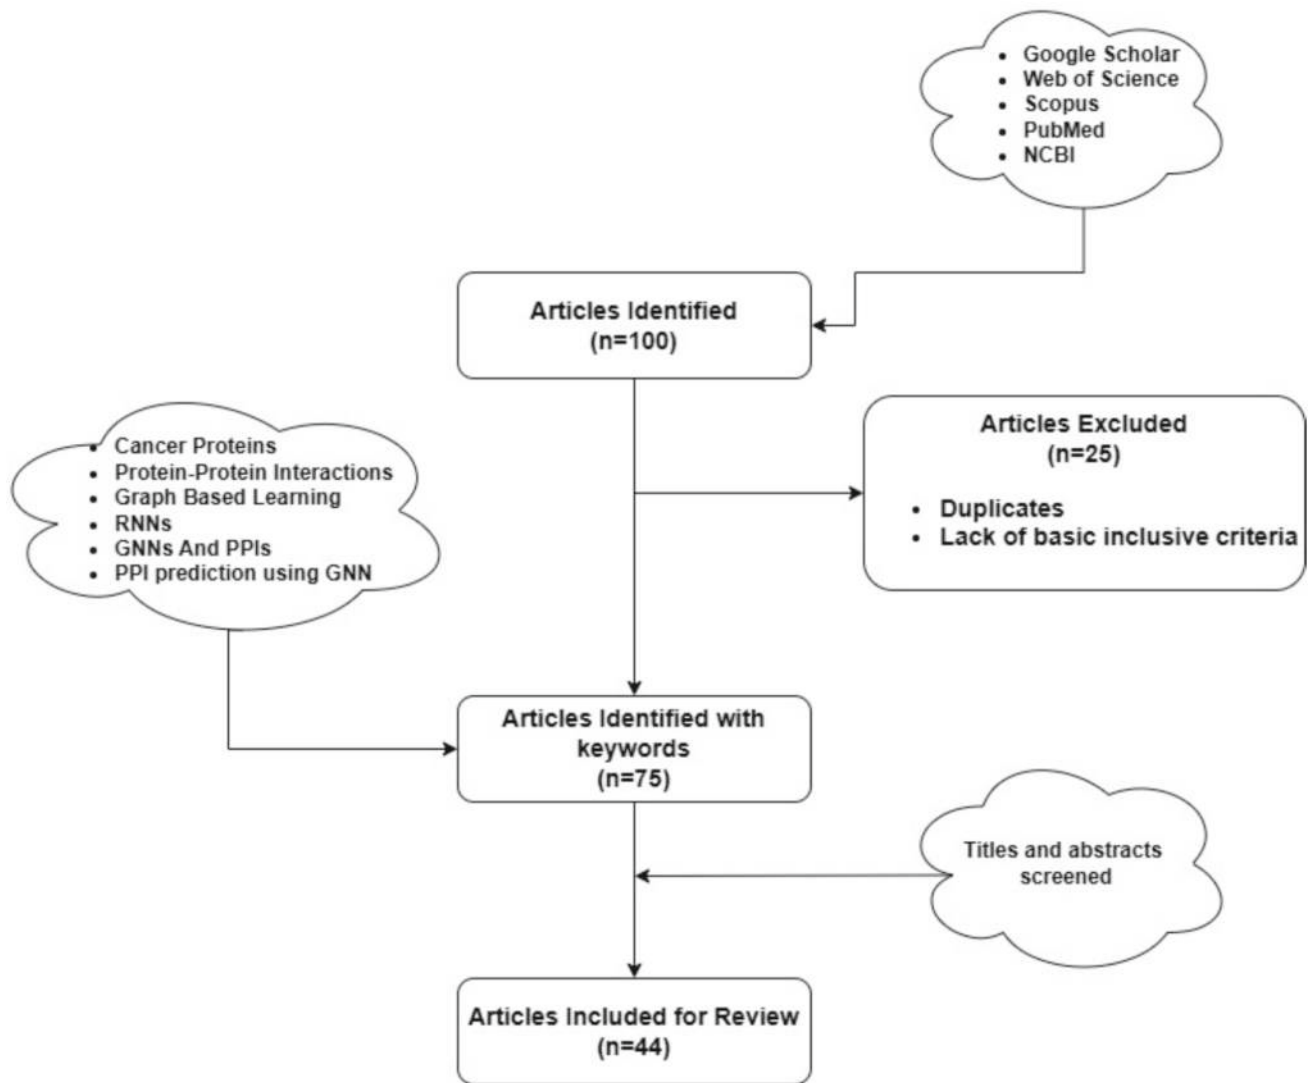 • Google Scholar
• Web of Science
• Scopus
• PubMed
• NCBI
Articles Identified
(n=100)
Articles Excluded
(n=25)
• Duplicates
• Lack of basic inclusive criteria
• Cancer Proteins
• Protein-Protein Interactions
• Graph Based Learning
• RNNs
• GNNs And PPIs
• PPI prediction using GNN
Articles Identified with
keywords
(n=75)
Titles and abstracts
screened
Articles Included for Review
(n=44)